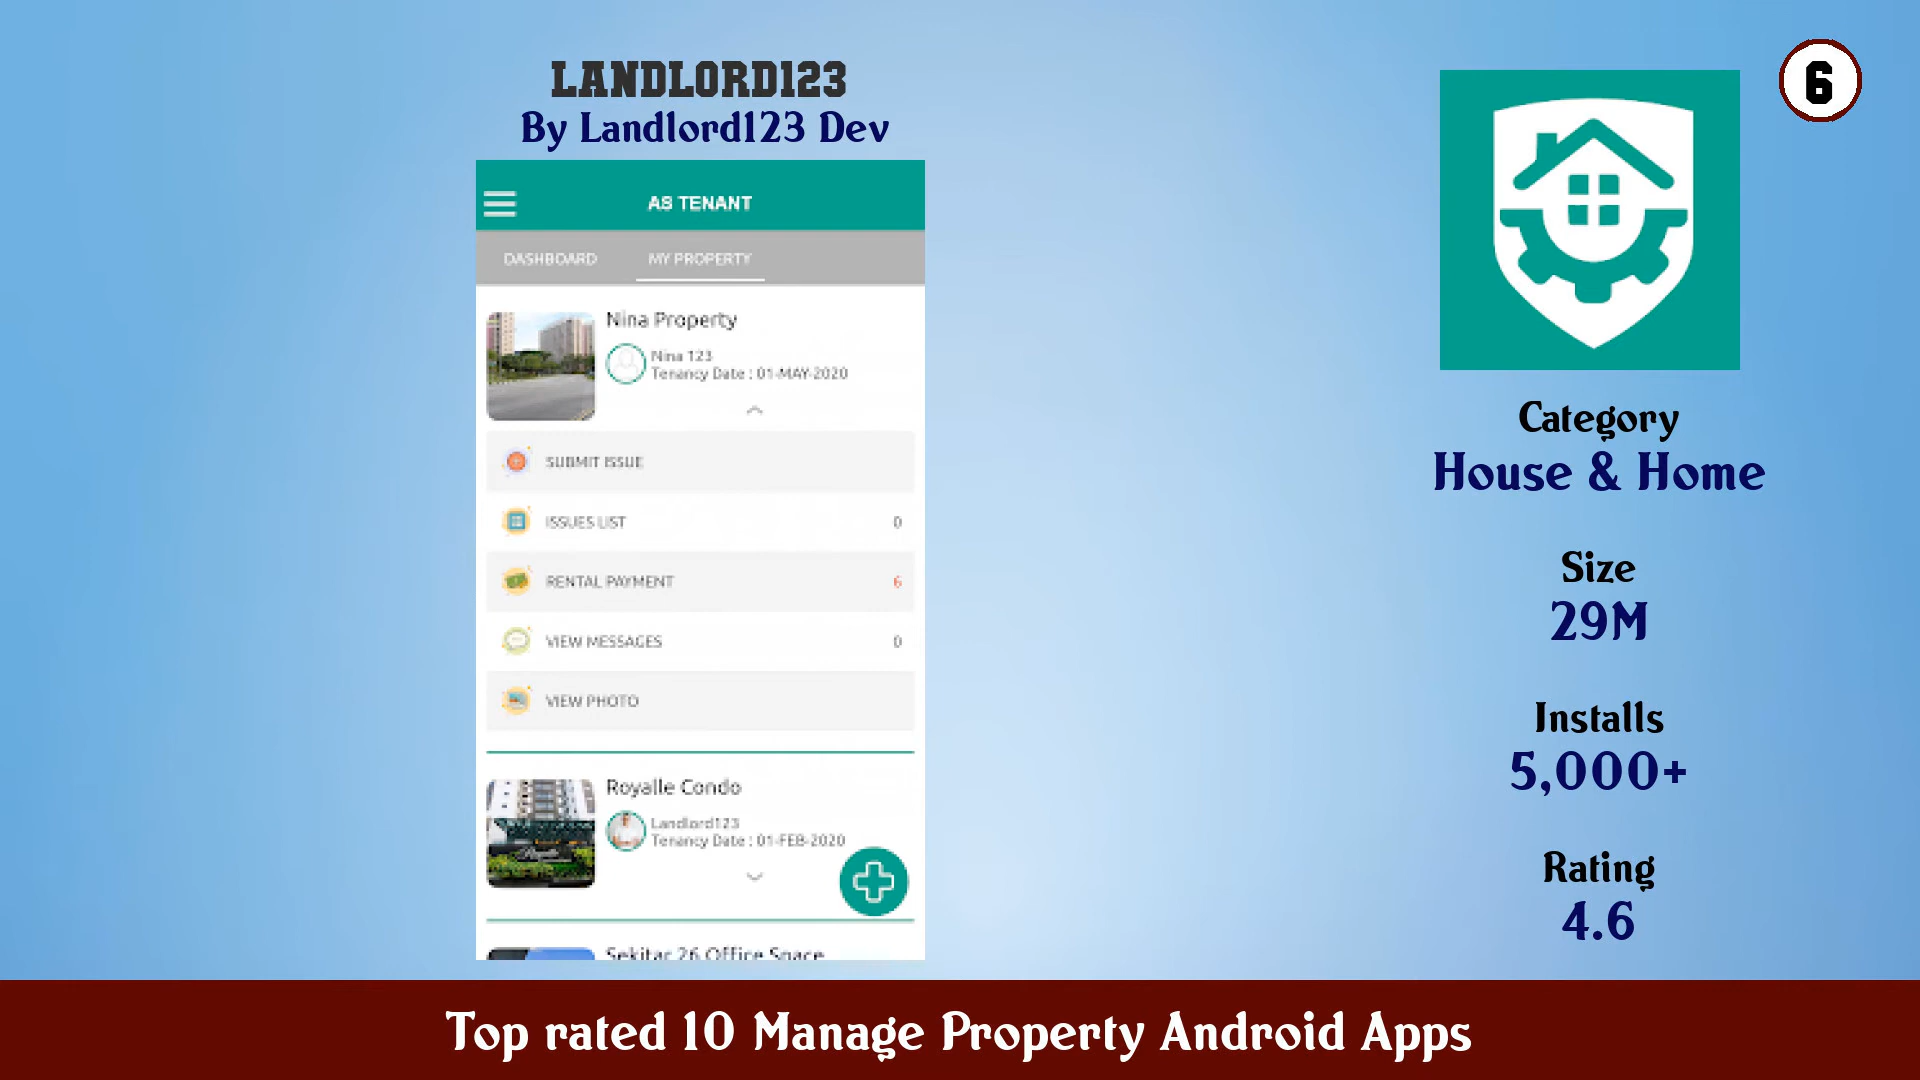 LANDLORD123
By Landlord123 Dev
6
AS TENANT
DASHBOARD MY PROPERTY
Nina Property
Nina 123
Tenancy Date : 01-MAY-2020
SUBMIT ISSUE
ISSUES LIST 0
RENTAL PAYMENT 6
VIEW MESSAGES 0
VIEW PHOTO
Royalle Condo
Landlord123
Tenancy Date : 01-FEB-2020
Sekitar 26 Office Space
Category
House & Home
Size
29M
Installs
5,000+
Rating
4.6
Top rated 10 Manage Property Android Apps